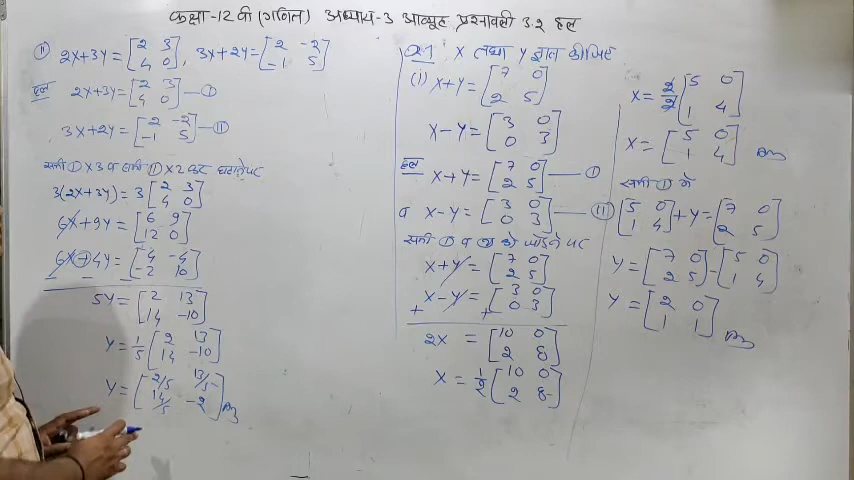 कक्षा-12 वी (गणित) अध्याय-3 आव्यूह प्रश्नावली 3.2 हल
(ii) 2X+3Y = [2 3; 4 0], 3X+2Y = [2 -2; -1 5]
हल 2X+3Y = [2 3; 4 0] — (I)
3X+2Y = [2 -2; -1 5] — (II)
समी (I) X3 व समी (II) X2 कर घटाने पर
3(2X+3Y) = 3 [2 3; 4 0]
6X+9Y = [6 9; 12 0]
6X+4Y = [4 -4; -2 10]
- - -
5Y = [2 13; 14 -10]
Y = 1/5 [2 13; 14 -10]
Y = [2/5 13/5; 14/5 -2] Ans
Q.7 X तथा Y ज्ञात कीजिए
(i) X+Y = [7 0; 2 5]
X-Y = [3 0; 0 3]
हल X+Y = [7 0; 2 5] — (I)
व X-Y = [3 0; 0 3] — (II)
समी (I) व (II) को जोड़ने पर
X+Y = [7 0; 2 5]
X-Y = [3 0; 0 3]
+ +
2X = [10 0; 2 8]
X = 1/2 [10 0; 2 8]
X = 2/2 [5 0; 1 4]
X = [5 0; 1 4] Ans
समी (I) से
[5 0; 1 4] + Y = [7 0; 2 5]
Y = [7 0; 2 5] - [5 0; 1 4]
Y = [2 0; 1 1] Ans